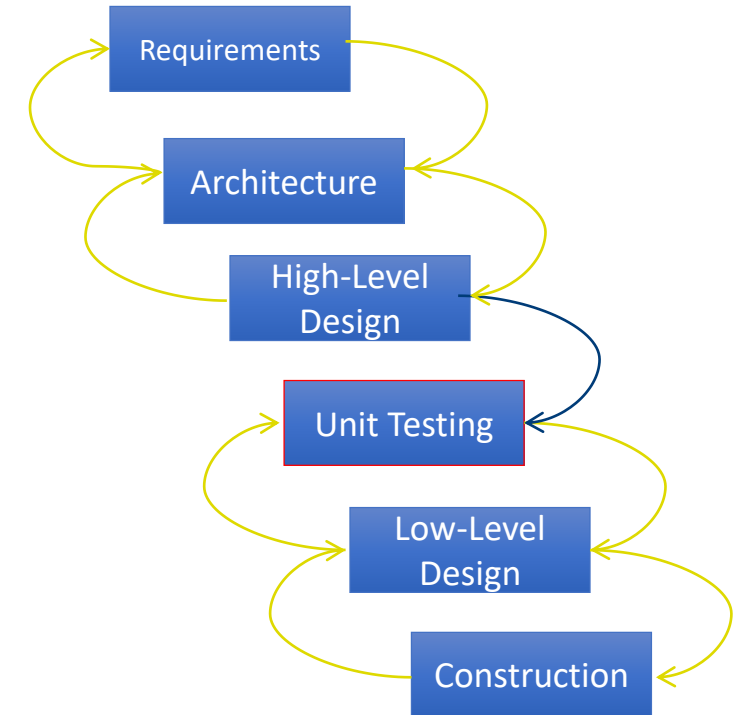 Requirements
Architecture
High-Level
Design
Unit Testing
Low-Level
Design
Construction